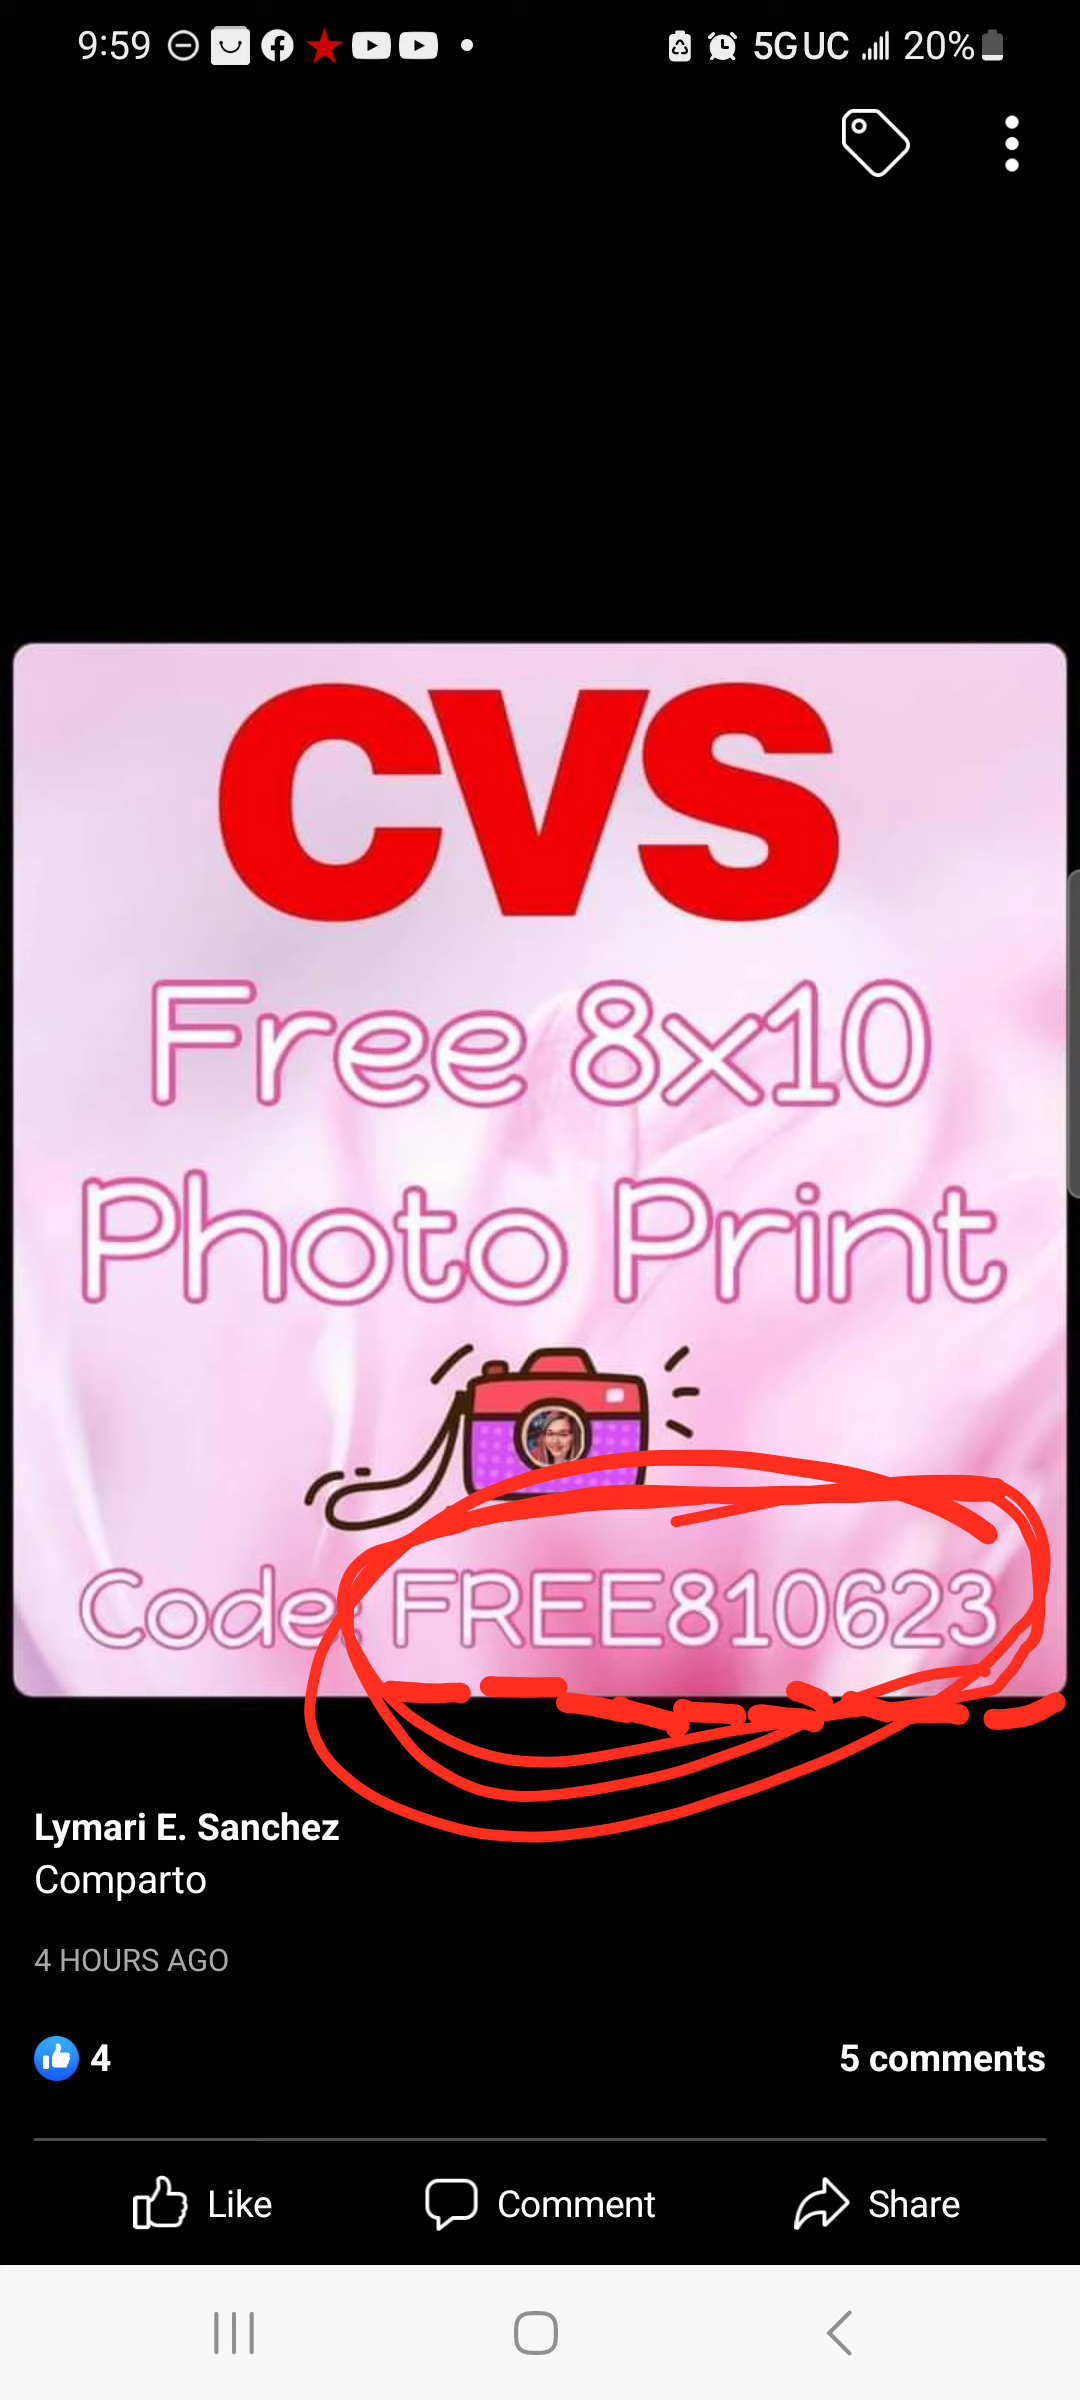 9:59
5G UC 20%
CVS
Free 8x10
Photo Print
Code: FREE810623
Lymari E. Sanchez
Comparto
4 HOURS AGO
4
5 comments
Like Comment Share